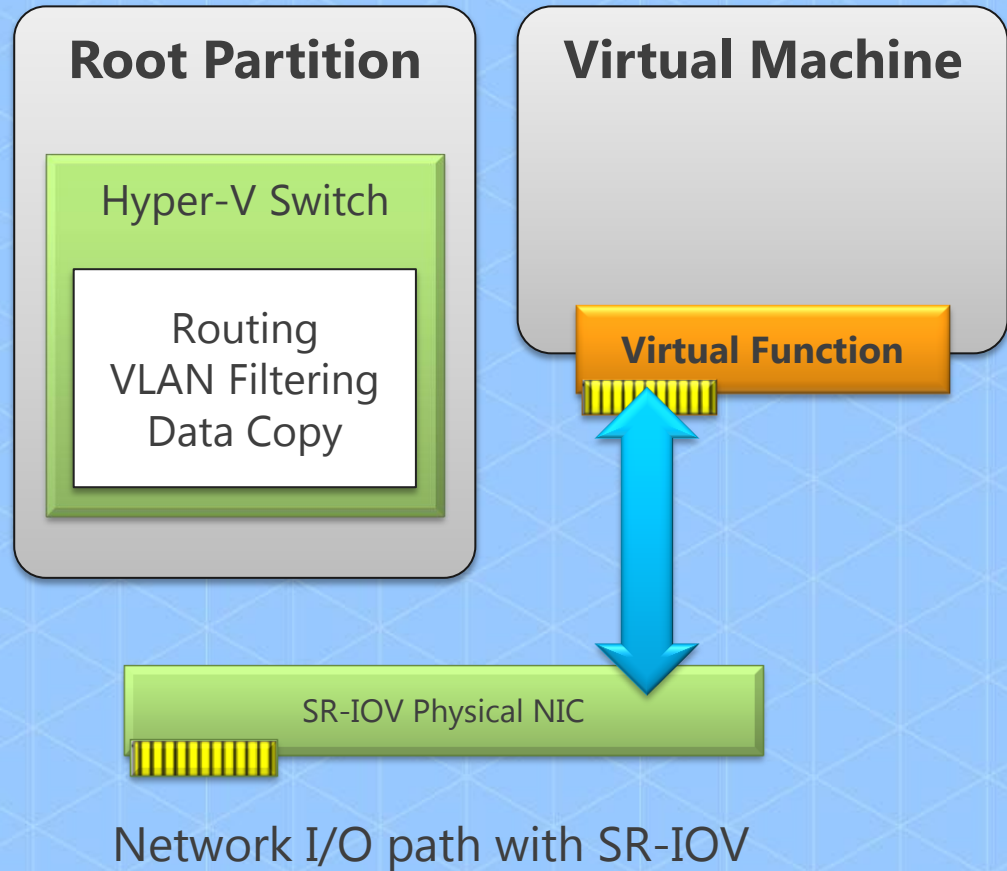 Root Partition
Hyper-V Switch
Routing
VLAN Filtering
Data Copy
Virtual Machine
Virtual Function
SR-IOV Physical NIC
Network I/O path with SR-IOV